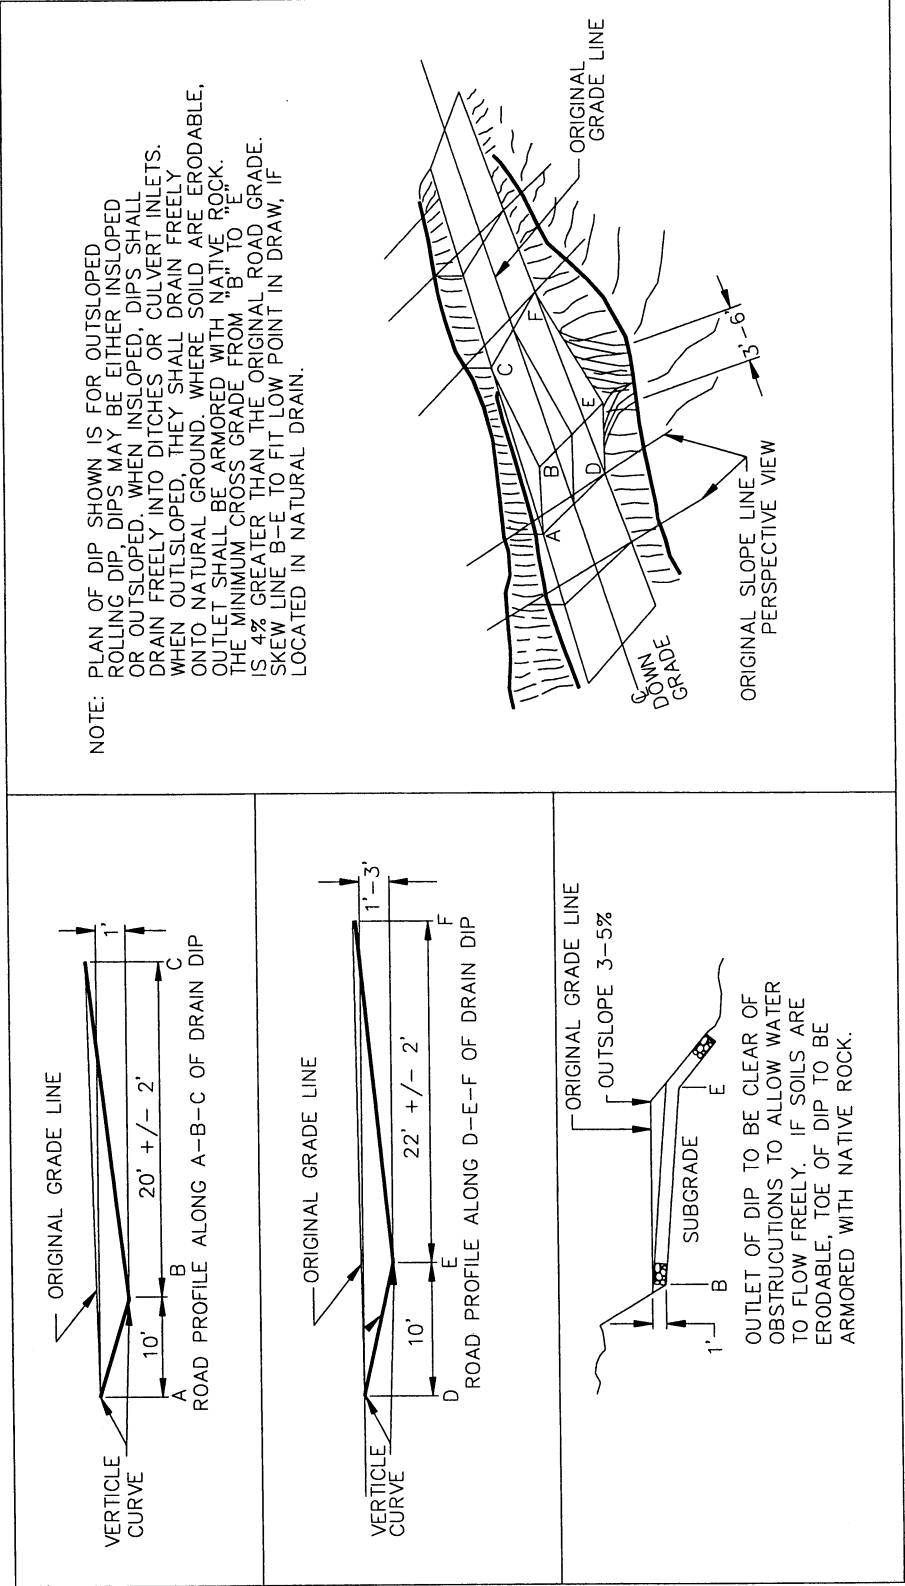 ORIGINAL GRADE LINE
1'
VERTICLE
CURVE
10'
20' +/- 2'
A
B
C
ROAD PROFILE ALONG A-B-C OF DRAIN DIP
ORIGINAL GRADE LINE
1'-3'
VERTICLE
CURVE
10'
22' +/- 2'
D
E
F
ROAD PROFILE ALONG D-E-F OF DRAIN DIP
ORIGINAL GRADE LINE
OUTSLOPE 3-5%
1'
SUBGRADE
B
E
OUTLET OF DIP TO BE CLEAR OF
OBSTRUCUTIONS TO ALLOW WATER
TO FLOW FREELY. IF SOILS ARE
ERODABLE, TOE OF DIP TO BE
ARMORED WITH NATIVE ROCK.
NOTE: PLAN OF DIP SHOWN IS FOR OUTSLOPED
ROLLING DIP, DIPS MAY BE EITHER INSLOPED
OR OUTSLOPED. WHEN INSLOPED, DIPS SHALL
DRAIN FREELY INTO DITCHES OR CULVERT INLETS.
WHEN OUTLSLOPED, THEY SHALL DRAIN FREELY
ONTO NATURAL GROUND. WHERE SOILD ARE ERODABLE,
OUTLET SHALL BE ARMORED WITH NATIVE ROCK.
THE MINIMUM CROSS GRADE FROM "B" TO "E"
IS 4% GREATER THAN THE ORIGINAL ROAD GRADE.
SKEW LINE B-E TO FIT LOW POINT IN DRAW, IF
LOCATED IN NATURAL DRAIN.
C
F
B
E
A
D
ORIGINAL
GRADE LINE
3'-6'
℄
DOWN
GRADE
ORIGINAL SLOPE LINE
PERSPECTIVE VIEW